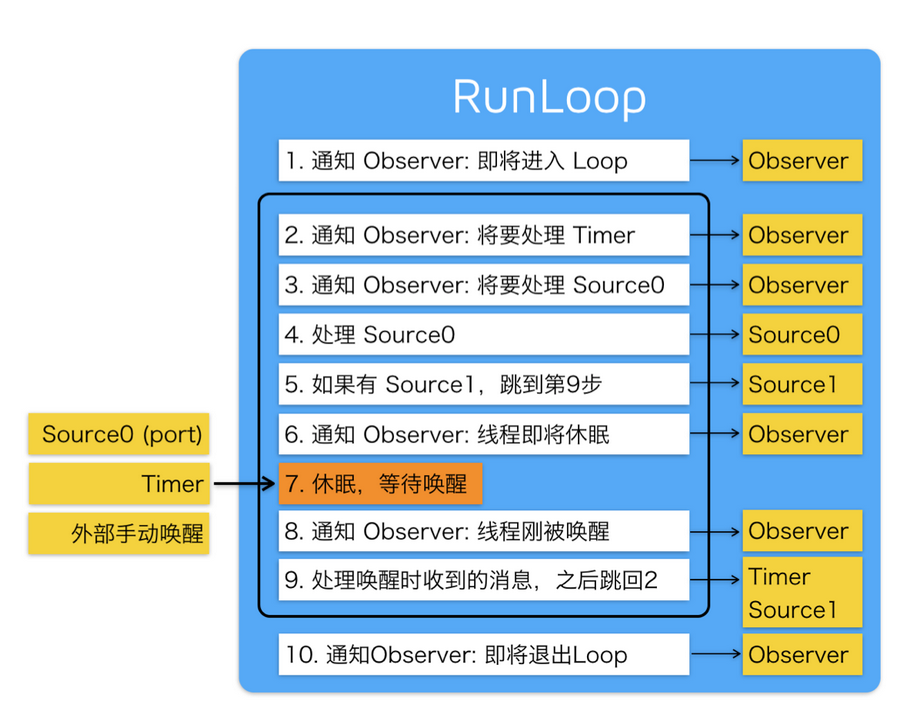 RunLoop
1. 通知 Observer: 即将进入 Loop
Observer
2. 通知 Observer: 将要处理 Timer
Observer
3. 通知 Observer: 将要处理 Source0
Observer
4. 处理 Source0
Source0
5. 如果有 Source1，跳到第9步
Source1
Source0 (port)
6. 通知 Observer: 线程即将休眠
Observer
Timer
7. 休眠，等待唤醒
外部手动唤醒
8. 通知 Observer: 线程刚被唤醒
Observer
9. 处理唤醒时收到的消息，之后跳回2
Timer
Source1
10. 通知Observer: 即将退出Loop
Observer